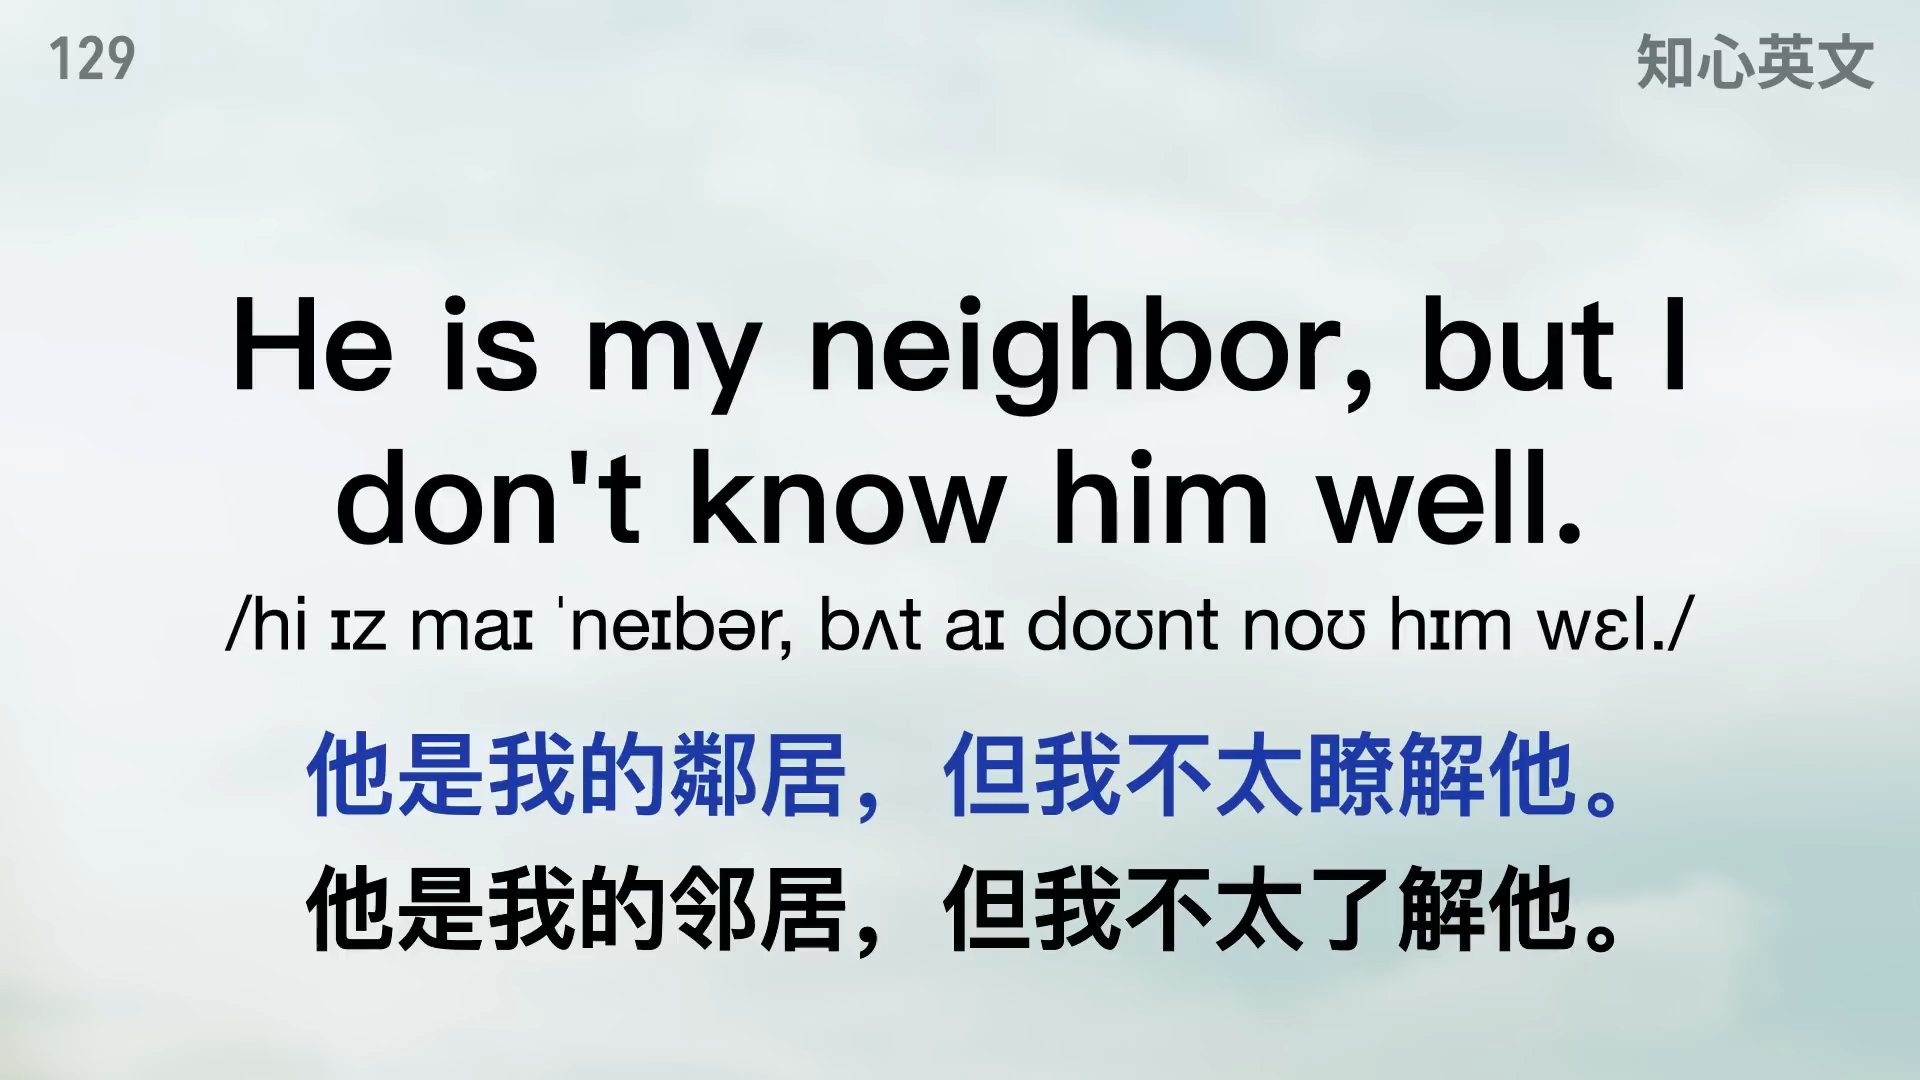 129
知心英文
He is my neighbor, but I
don't know him well.
/hi ɪz maɪ ˈneɪbər, bʌt aɪ doʊnt noʊ hɪm wɛl./
他是我的鄰居，但我不太瞭解他。
他是我的邻居，但我不太了解他。